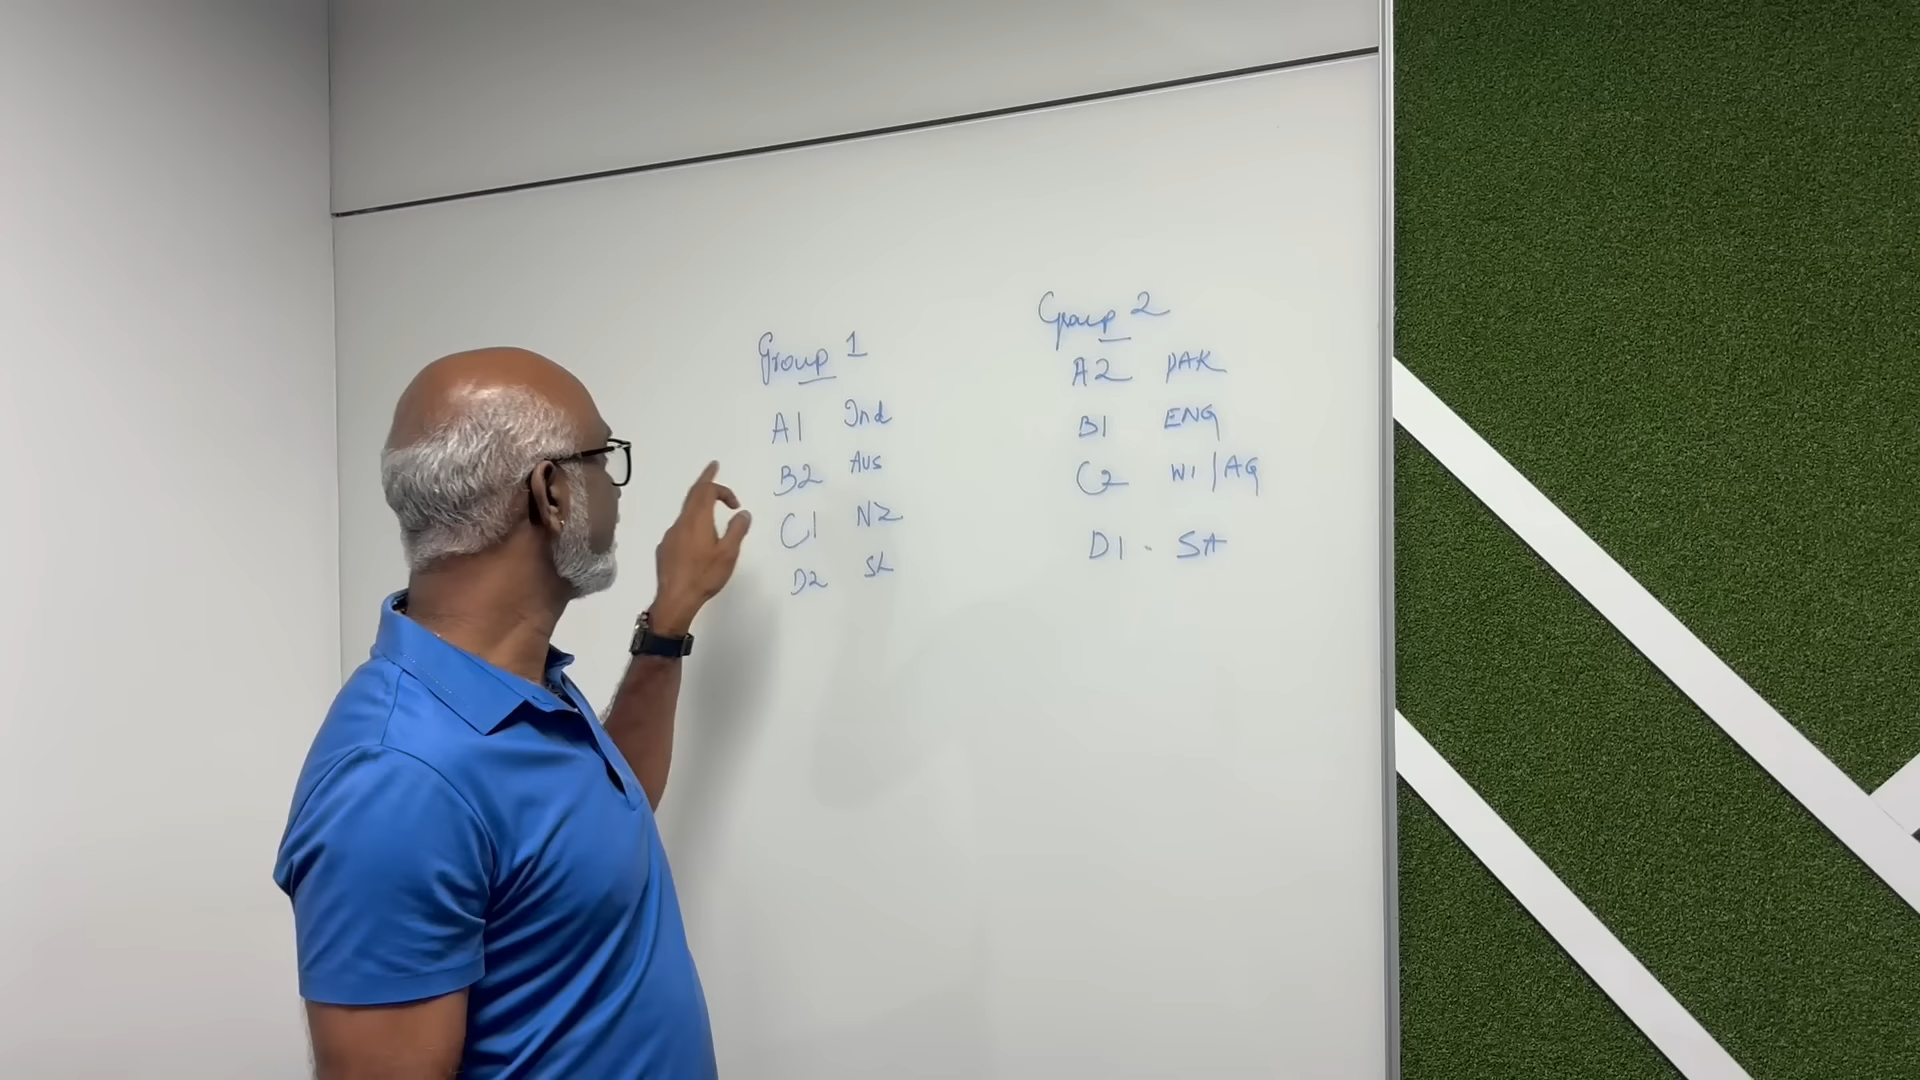 Group 1
A1 Ind
B2 Aus
C1 NZ
D2 SL
Group 2
A2 PAK
B1 ENG
C2 WI/AG
D1 - SA